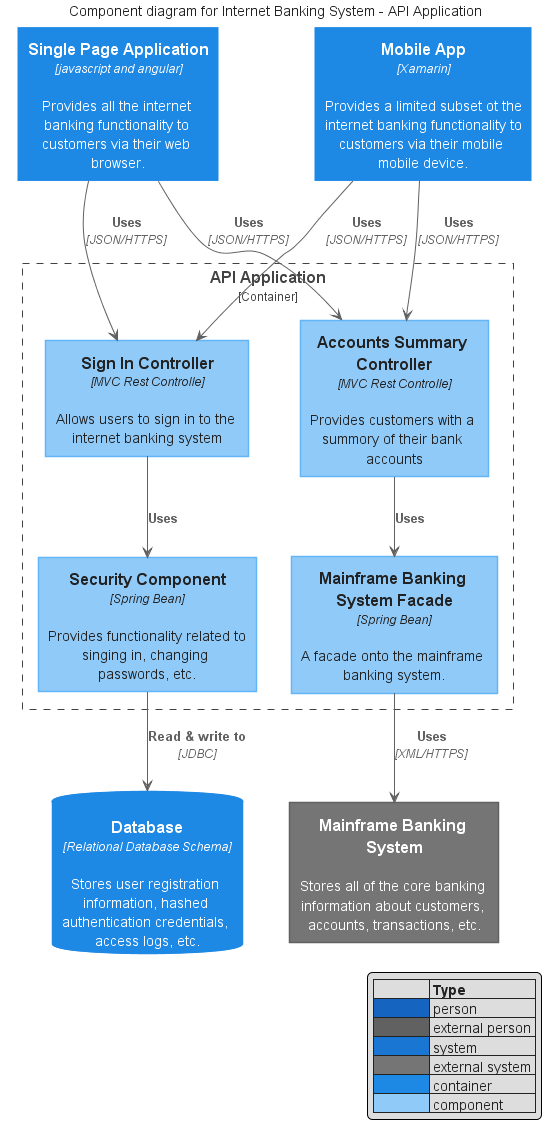 Component diagram for Internet Banking System - API Application
Single Page Application
[javascript and angular]
Provides all the internet
banking functionality to
customers via their web
browser.
Mobile App
[Xamarin]
Provides a limited subset ot the
internet banking functionality to
customers via their mobile
mobile device.
Uses
[JSON/HTTPS]
Uses
[JSON/HTTPS]
Uses
[JSON/HTTPS]
Uses
[JSON/HTTPS]
API Application
[Container]
Sign In Controller
[MVC Rest Controlle]
Allows users to sign in to the
internet banking system
Accounts Summary
Controller
[MVC Rest Controlle]
Provides customers with a
summory of their bank
accounts
Uses
Uses
Security Component
[Spring Bean]
Provides functionality related to
singing in, changing
passwords, etc.
Mainframe Banking
System Facade
[Spring Bean]
A facade onto the mainframe
banking system.
Read & write to
[JDBC]
Uses
[XML/HTTPS]
Database
[Relational Database Schema]
Stores user registration
information, hashed
authentication credentials,
access logs, etc.
Mainframe Banking
System
Stores all of the core banking
information about customers,
accounts, transactions, etc.
Type
person
external person
system
external system
container
component